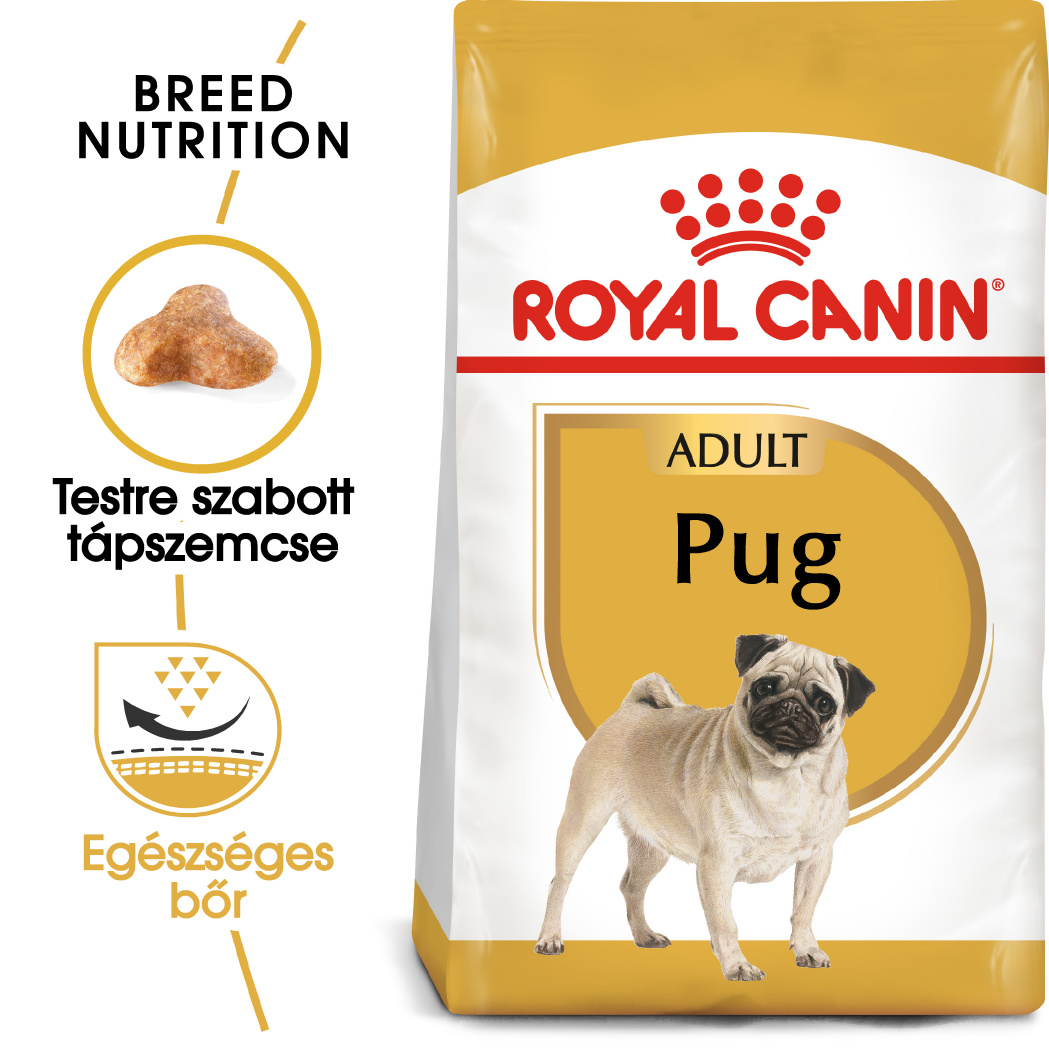 BREED
NUTRITION
Testre szabott
tápszemcse
Egészséges
bőr
ROYAL CANIN®
ADULT
Pug